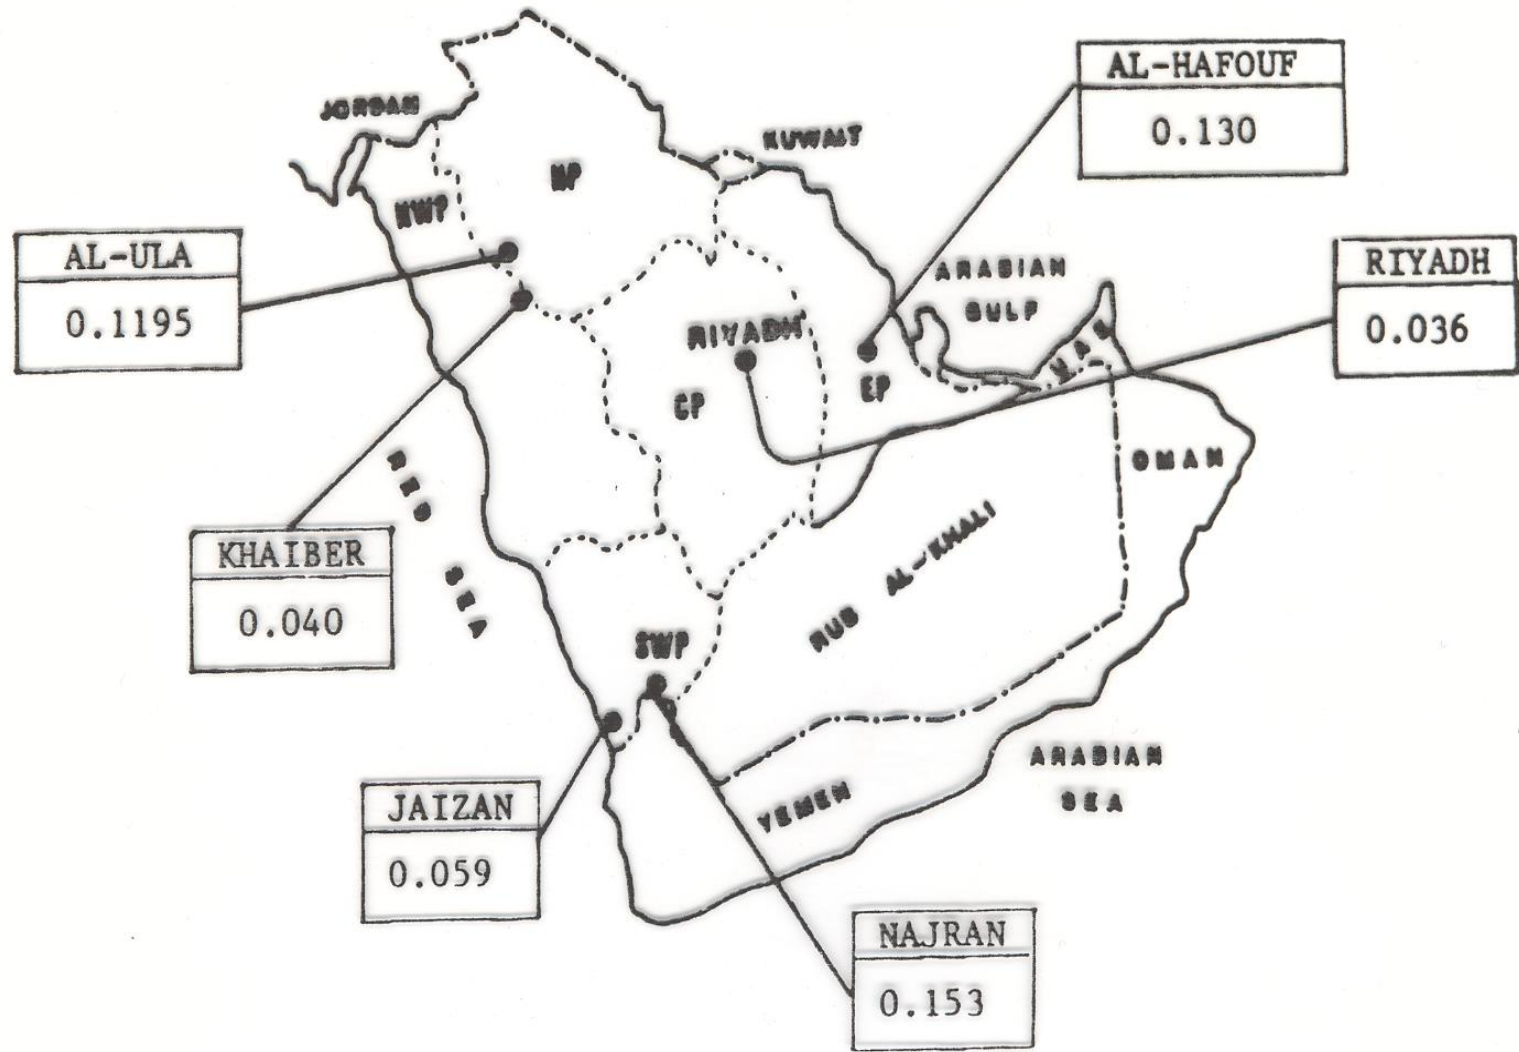 AL-HAFOUF
0.130
JORDAN
KUWAIT
NP
NWP
AL-ULA
0.1195
ARABIAN
GULF
RIYADH
0.036
RIYADH
UAE
EP
CP
OMAN
RED SEA
KHAIBER
0.040
RUB AL-KHALI
SWP
ARABIAN
SEA
YEMEN
JAIZAN
0.059
NAJRAN
0.153